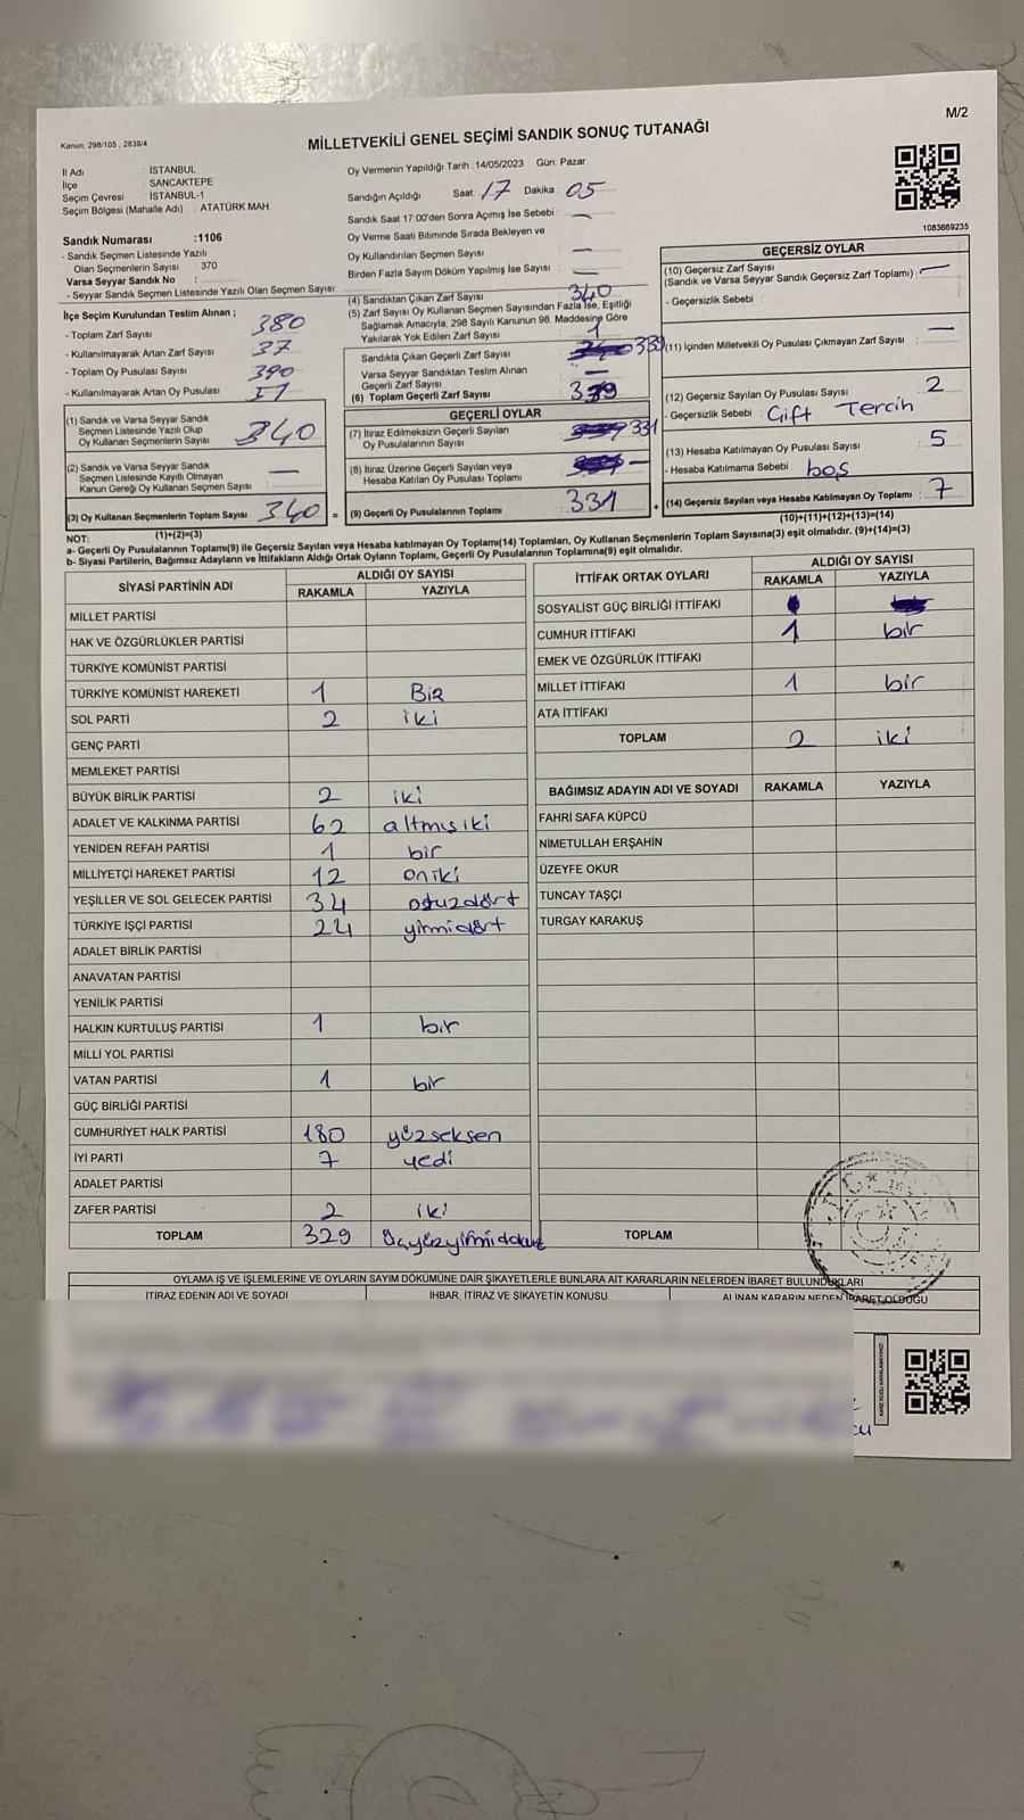 M/2
Kanun: 298/105, 2839/4
MİLLETVEKİLİ GENEL SEÇİMİ SANDIK SONUÇ TUTANAĞI
İl Adı İSTANBUL
İlçe SANCAKTEPE
Seçim Çevresi İSTANBUL-1
Seçim Bölgesi (Mahalle Adı) ATATÜRK MAH.
Sandık Numarası :1106
- Sandık Seçmen Listesinde Yazılı
Olan Seçmenlerin Sayısı 370
Varsa Seyyar Sandık No :
- Seyyar Sandık Seçmen Listesinde Yazılı Olan Seçmen Sayısı
İlçe Seçim Kurulundan Teslim Alınan ;
- Toplam Zarf Sayısı 380
- Kullanılmayarak Artan Zarf Sayısı 37
- Toplam Oy Pusulası Sayısı 390
- Kullanılmayarak Artan Oy Pusulası 51
(1) Sandık ve Varsa Seyyar Sandık
Seçmen Listesinde Yazılı Olup
Oy Kullanan Seçmenlerin Sayısı 340
(2) Sandık ve Varsa Seyyar Sandık
Seçmen Listesinde Kayıtlı Olmayan
Kanun Gereği Oy Kullanan Seçmen Sayısı —
(3) Oy Kullanan Seçmenlerin Toplam Sayısı 340 =
(1)+(2)=(3)
Oy Vermenin Yapıldığı Tarih : 14/05/2023 Gün: Pazar
Sandığın Açıldığı Saat 17 Dakika 05
Sandık Saat 17:00'den Sonra Açımış İse Sebebi —
Oy Verme Saati Bitiminde Sırada Bekleyen ve
Oy Kullandırılan Seçmen Sayısı —
Birden Fazla Sayım Döküm Yapılmış İse Sayısı —
(4) Sandıktan Çıkan Zarf Sayısı 340
(5) Zarf Sayısı Oy Kullanan Seçmen Sayısından Fazla İse, Eşitliği
Sağlamak Amacıyla, 298 Sayılı Kanunun 98. Maddesine Göre
Yakılarak Yok Edilen Zarf Sayısı 1
Sandıkta Çıkan Geçerli Zarf Sayısı 339
Varsa Seyyar Sandıktan Teslim Alınan
Geçerli Zarf Sayısı —
(6) Toplam Geçerli Zarf Sayısı 339
GEÇERLİ OYLAR
(7) İtiraz Edilmeksizin Geçerli Sayılan
Oy Pusulalarının Sayısı 331
(8) İtiraz Üzerine Geçerli Sayılan veya
Hesaba Katılan Oy Pusulası Toplamı —
(9) Geçerli Oy Pusulalarının Toplamı 331 +
1083669235
GEÇERSİZ OYLAR
(10) Geçersiz Zarf Sayısı
(Sandık ve Varsa Seyyar Sandık Geçersiz Zarf Toplamı) : —
- Geçersizlik Sebebi :
(11) İçinden Milletvekili Oy Pusulası Çıkmayan Zarf Sayısı : —
(12) Geçersiz Sayılan Oy Pusulası Sayısı : 2
- Geçersizlik Sebebi Çift Tercih
(13) Hesaba Katılmayan Oy Pusulası Sayısı : 5
- Hesaba Katılmama Sebebi boş
(14) Geçersiz Sayılan veya Hesaba Katılmayan Oy Toplamı : 7
(10)+(11)+(12)+(13)=(14)
NOT:
a- Geçerli Oy Pusulalarının Toplamı(9) ile Geçersiz Sayılan veya Hesaba katılmayan Oy Toplamı(14) Toplamları, Oy Kullanan Seçmenlerin Toplam Sayısına(3) eşit olmalıdır. (9)+(14)=(3)
b- Siyasi Partilerin, Bağımsız Adayların ve İttifakların Aldığı Ortak Oyların Toplamı, Geçerli Oy Pusulalarının Toplamına(9) eşit olmalıdır.
SİYASİ PARTİNİN ADI ALDIĞI OY SAYISI
RAKAMLA YAZIYLA
MİLLET PARTİSİ
HAK VE ÖZGÜRLÜKLER PARTİSİ
TÜRKİYE KOMÜNİST PARTİSİ
TÜRKİYE KOMÜNİST HAREKETİ 1 Bir
SOL PARTİ 2 iki
GENÇ PARTİ
MEMLEKET PARTİSİ
BÜYÜK BİRLİK PARTİSİ 2 iki
ADALET VE KALKINMA PARTİSİ 62 altmış iki
YENİDEN REFAH PARTİSİ 1 bir
MİLLİYETÇİ HAREKET PARTİSİ 12 oniki
YEŞİLLER VE SOL GELECEK PARTİSİ 34 otuzdört
TÜRKİYE İŞÇİ PARTİSİ 24 yirmidört
ADALET BİRLİK PARTİSİ
ANAVATAN PARTİSİ
YENİLİK PARTİSİ
HALKIN KURTULUŞ PARTİSİ 1 bir
MİLLİ YOL PARTİSİ
VATAN PARTİSİ 1 bir
GÜÇ BİRLİĞİ PARTİSİ
CUMHURİYET HALK PARTİSİ 180 yüzseksen
İYİ PARTİ 7 yedi
ADALET PARTİSİ
ZAFER PARTİSİ 2 iki
TOPLAM 329 üçyüzyirmidokuz
İTTİFAK ORTAK OYLARI ALDIĞI OY SAYISI
RAKAMLA YAZIYLA
SOSYALİST GÜÇ BİRLİĞİ İTTİFAKI
CUMHUR İTTİFAKI 1 bir
EMEK VE ÖZGÜRLÜK İTTİFAKI
MİLLET İTTİFAKI 1 bir
ATA İTTİFAKI
TOPLAM 2 iki
BAĞIMSIZ ADAYIN ADI VE SOYADI RAKAMLA YAZIYLA
FAHRİ SAFA KÜPCÜ
NİMETULLAH ERŞAHİN
ÜZEYFE OKUR
TUNCAY TAŞÇI
TURGAY KARAKUŞ
TOPLAM
OYLAMA İŞ VE İŞLEMLERİNE VE OYLARIN SAYIM DÖKÜMÜNE DAİR ŞİKAYETLERLE BUNLARA AİT KARARLARIN NELERDEN İBARET BULUNDUKLARI
İTİRAZ EDENİN ADI VE SOYADI İHBAR, İTİRAZ VE ŞİKAYETİN KONUSU ALINAN KARARIN NEDEN İBARET OLDUĞU